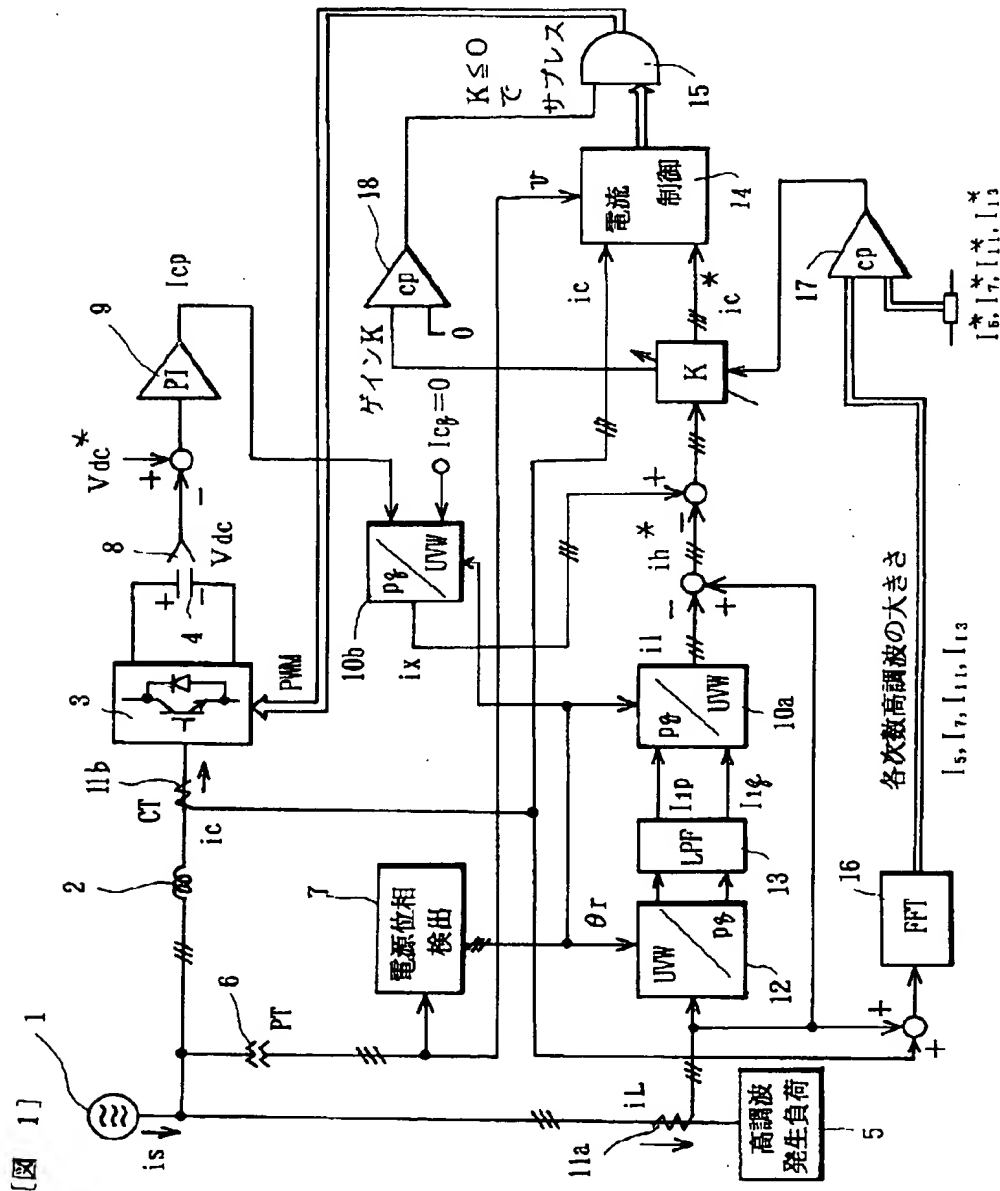 [図 1]
1
is
2
CT
11b
ic
3
PWM
4
8
Vdc
Vdc*
+
−
9
PI
Icp
6
PT
7
電源位相
検出
θr
10b
pq
UVW
ix
Icq=0
ゲインK
18
cp
0
K≦0
で
サプレス
15
v
ic
電流
制御
14
ic*
K
ih*
il
pq
UVW
10a
I1p
I1q
LPF
13
UVW
pq
12
iL
11a
高調波
発生負荷
5
FFT
16
各次数高調波の大きさ
I5, I7, I11, I13
17
cp
I5*, I7*, I11*, I13*